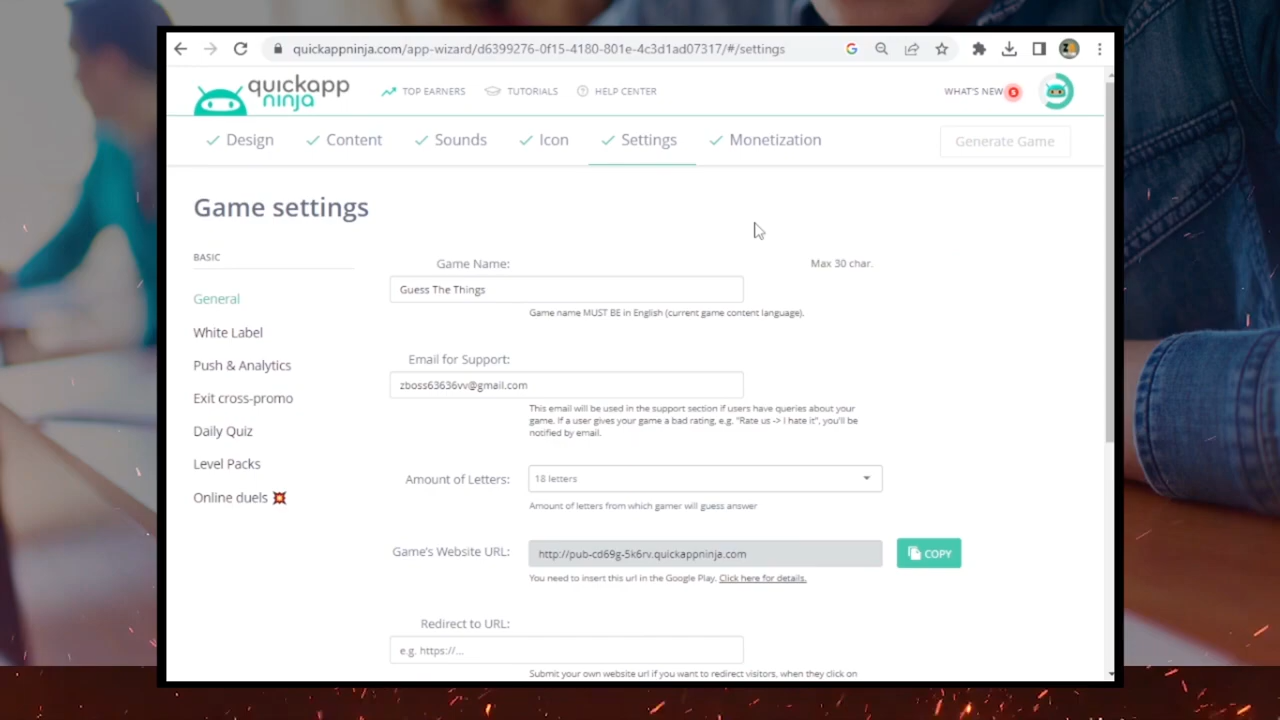 quickappninja.com/app-wizard/d6399276-0f15-4180-801e-4c3d1ad07317/#/settings
quickapp
ninja
TOP EARNERS
TUTORIALS
HELP CENTER
WHAT'S NEW
Design
Content
Sounds
Icon
Settings
Monetization
Generate Game
Game settings
BASIC
General
White Label
Push & Analytics
Exit cross-promo
Daily Quiz
Level Packs
Online duels
Game Name:
Max 30 char.
Guess The Things
Game name MUST BE in English (current game content language).
Email for Support:
zboss63636vv@gmail.com
This email will be used in the support section if users have queries about your
game. If a user gives your game a bad rating, e.g. "Rate us -> I hate it", you'll be
notified by email.
Amount of Letters:
18 letters
Amount of letters from which gamer will guess answer
Game's Website URL:
http://pub-cd69g-5k6rv.quickappninja.com
COPY
You need to insert this url in the Google Play. Click here for details.
Redirect to URL:
e.g. https://...
Submit your own website url if you want to redirect visitors, when they click on